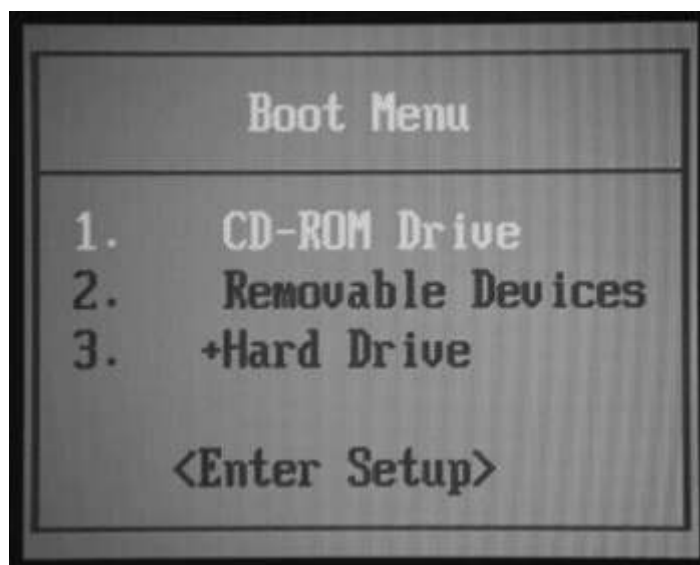 Boot Menu
1. CD-ROM Drive
2. Removable Devices
3. +Hard Drive
<Enter Setup>